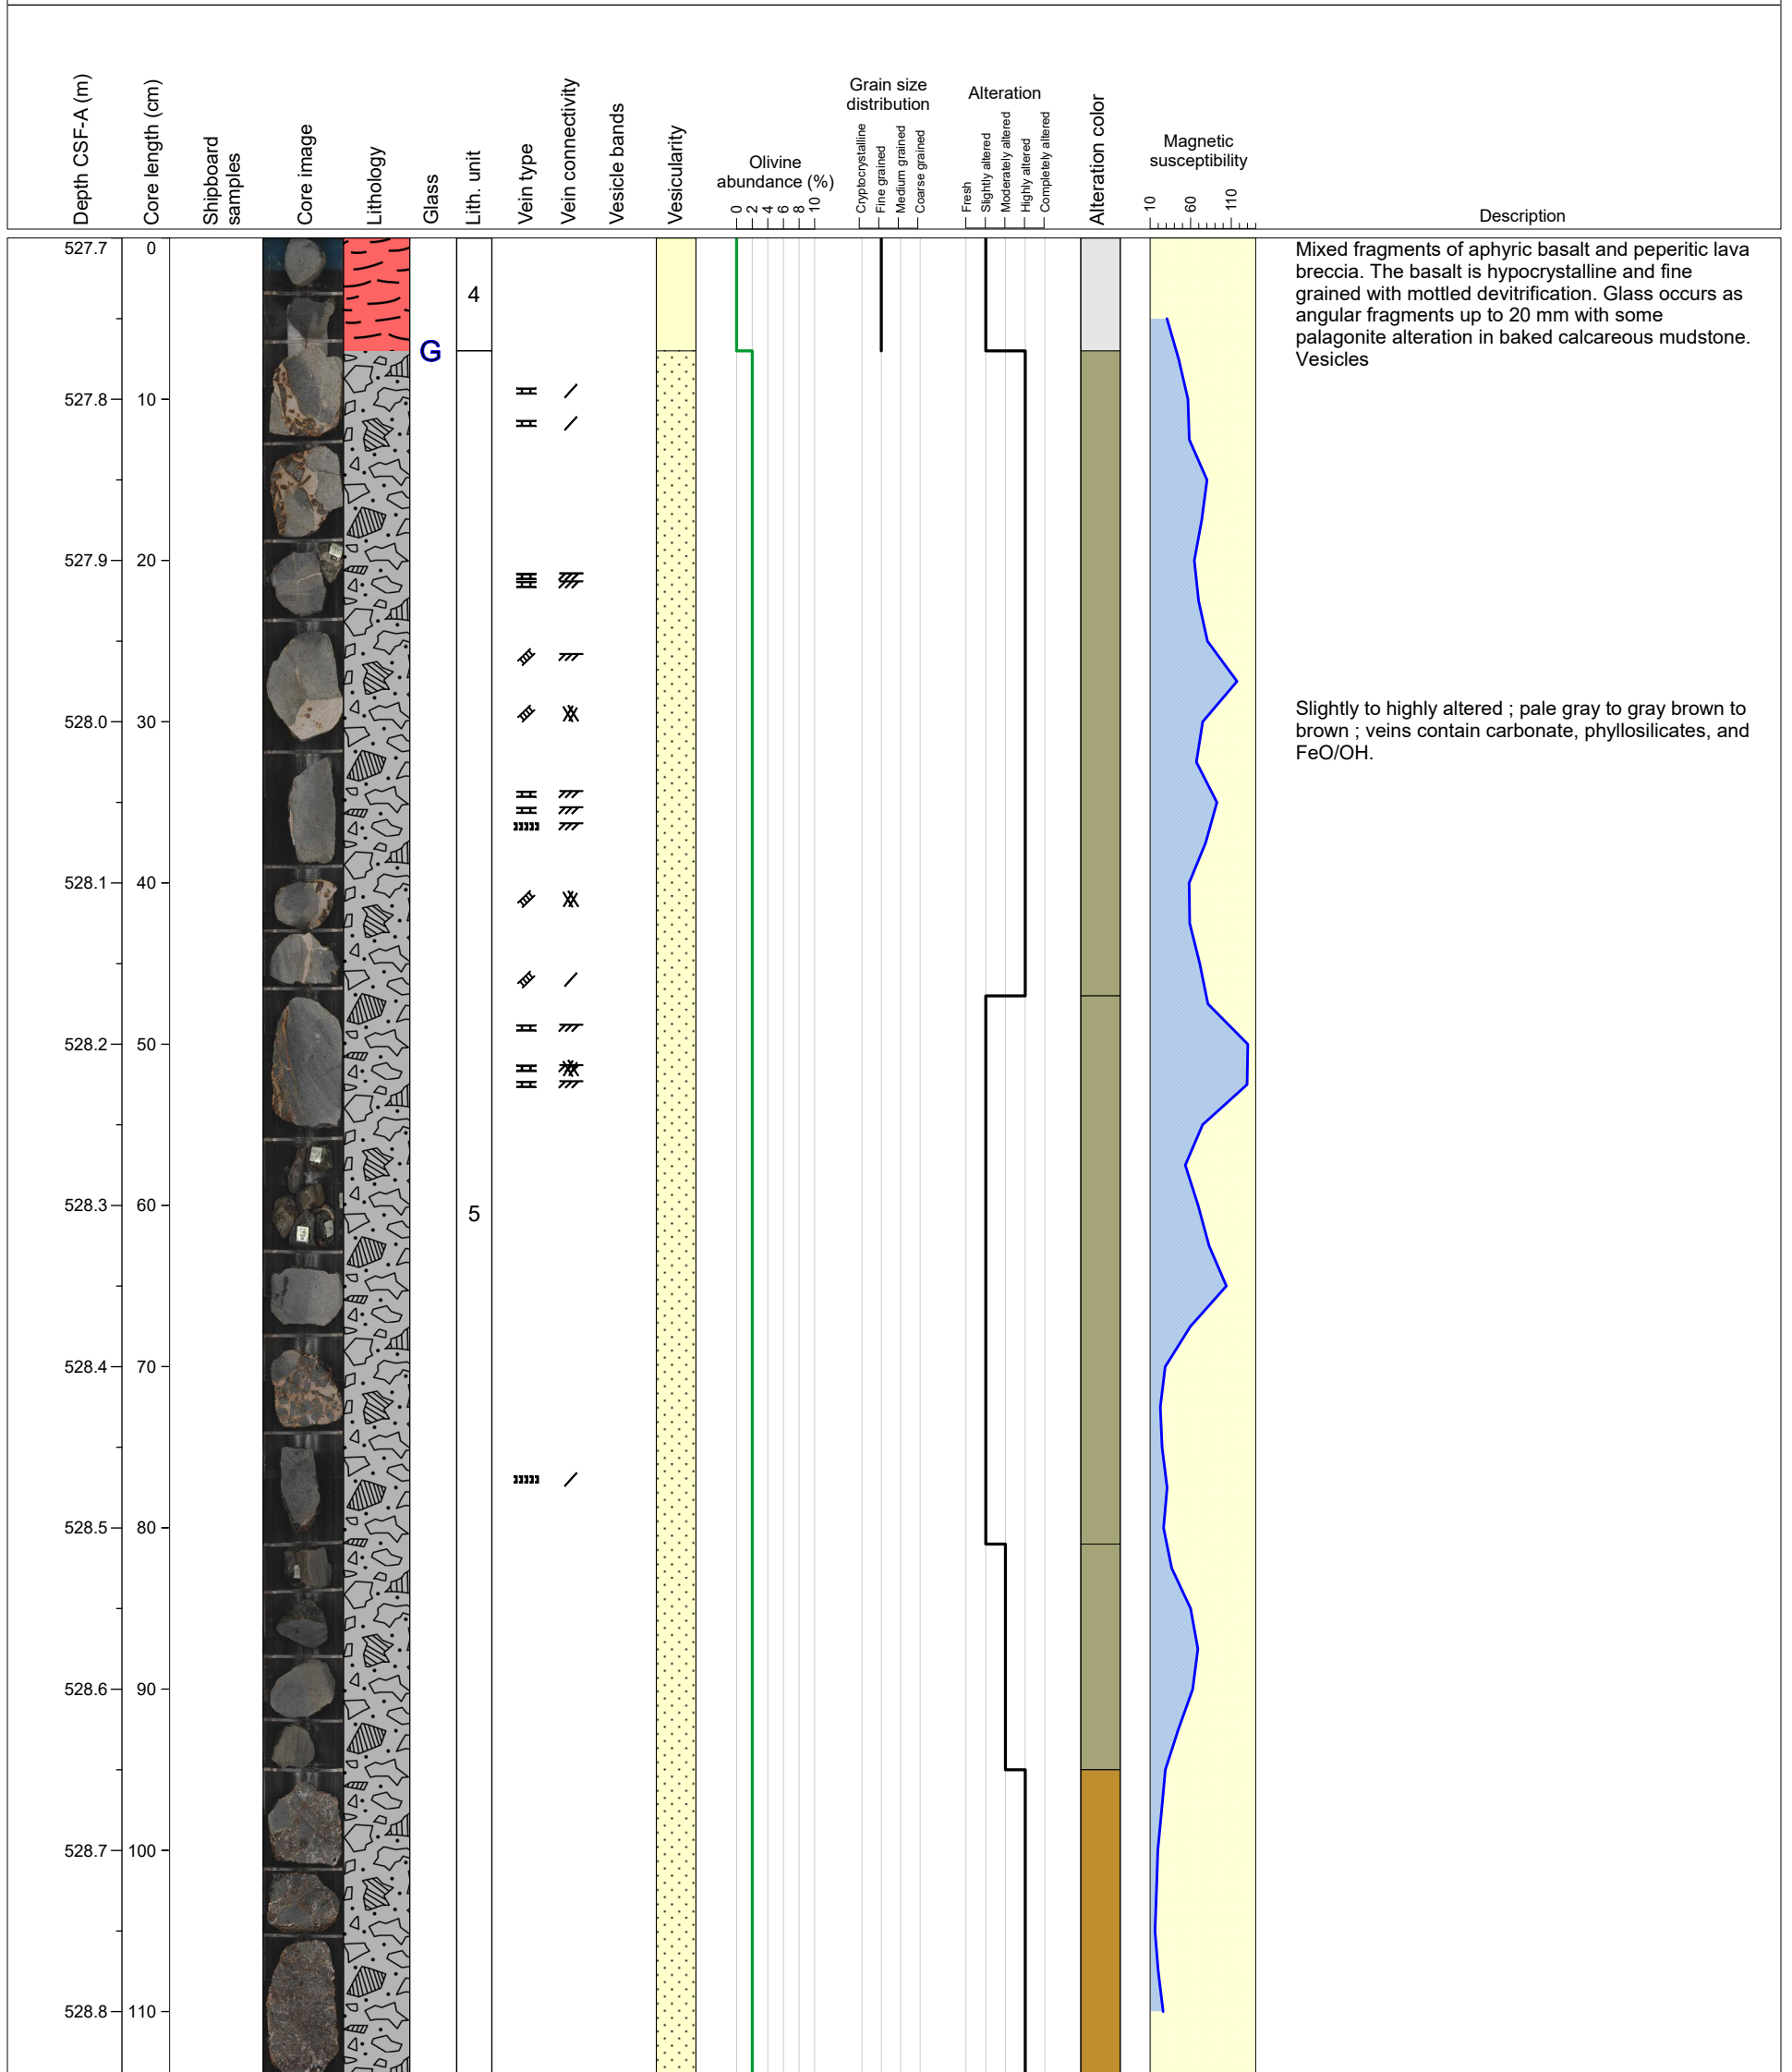 Depth CSF-A (m)
Core length (cm)
Shipboard
samples
Core image
Lithology
Glass
Lith. unit
Vein type
Vein connectivity
Vesicle bands
Vesicularity
Olivine
abundance (%)
0 2 4 6 8 10
Grain size
distribution
Cryptocrystalline
Fine grained
Medium grained
Coarse grained
Alteration
Fresh
Slightly altered
Moderately altered
Highly altered
Completely altered
Alteration color
Magnetic
susceptibility
10 60 110
Description
527.7 0
527.8 10
527.9 20
528.0 30
528.1 40
528.2 50
528.3 60
528.4 70
528.5 80
528.6 90
528.7 100
528.8 110
G
4
5
Mixed fragments of aphyric basalt and peperitic lava
breccia. The basalt is hypocrystalline and fine
grained with mottled devitrification. Glass occurs as
angular fragments up to 20 mm with some
palagonite alteration in baked calcareous mudstone.
Vesicles
Slightly to highly altered ; pale gray to gray brown to
brown ; veins contain carbonate, phyllosilicates, and
FeO/OH.